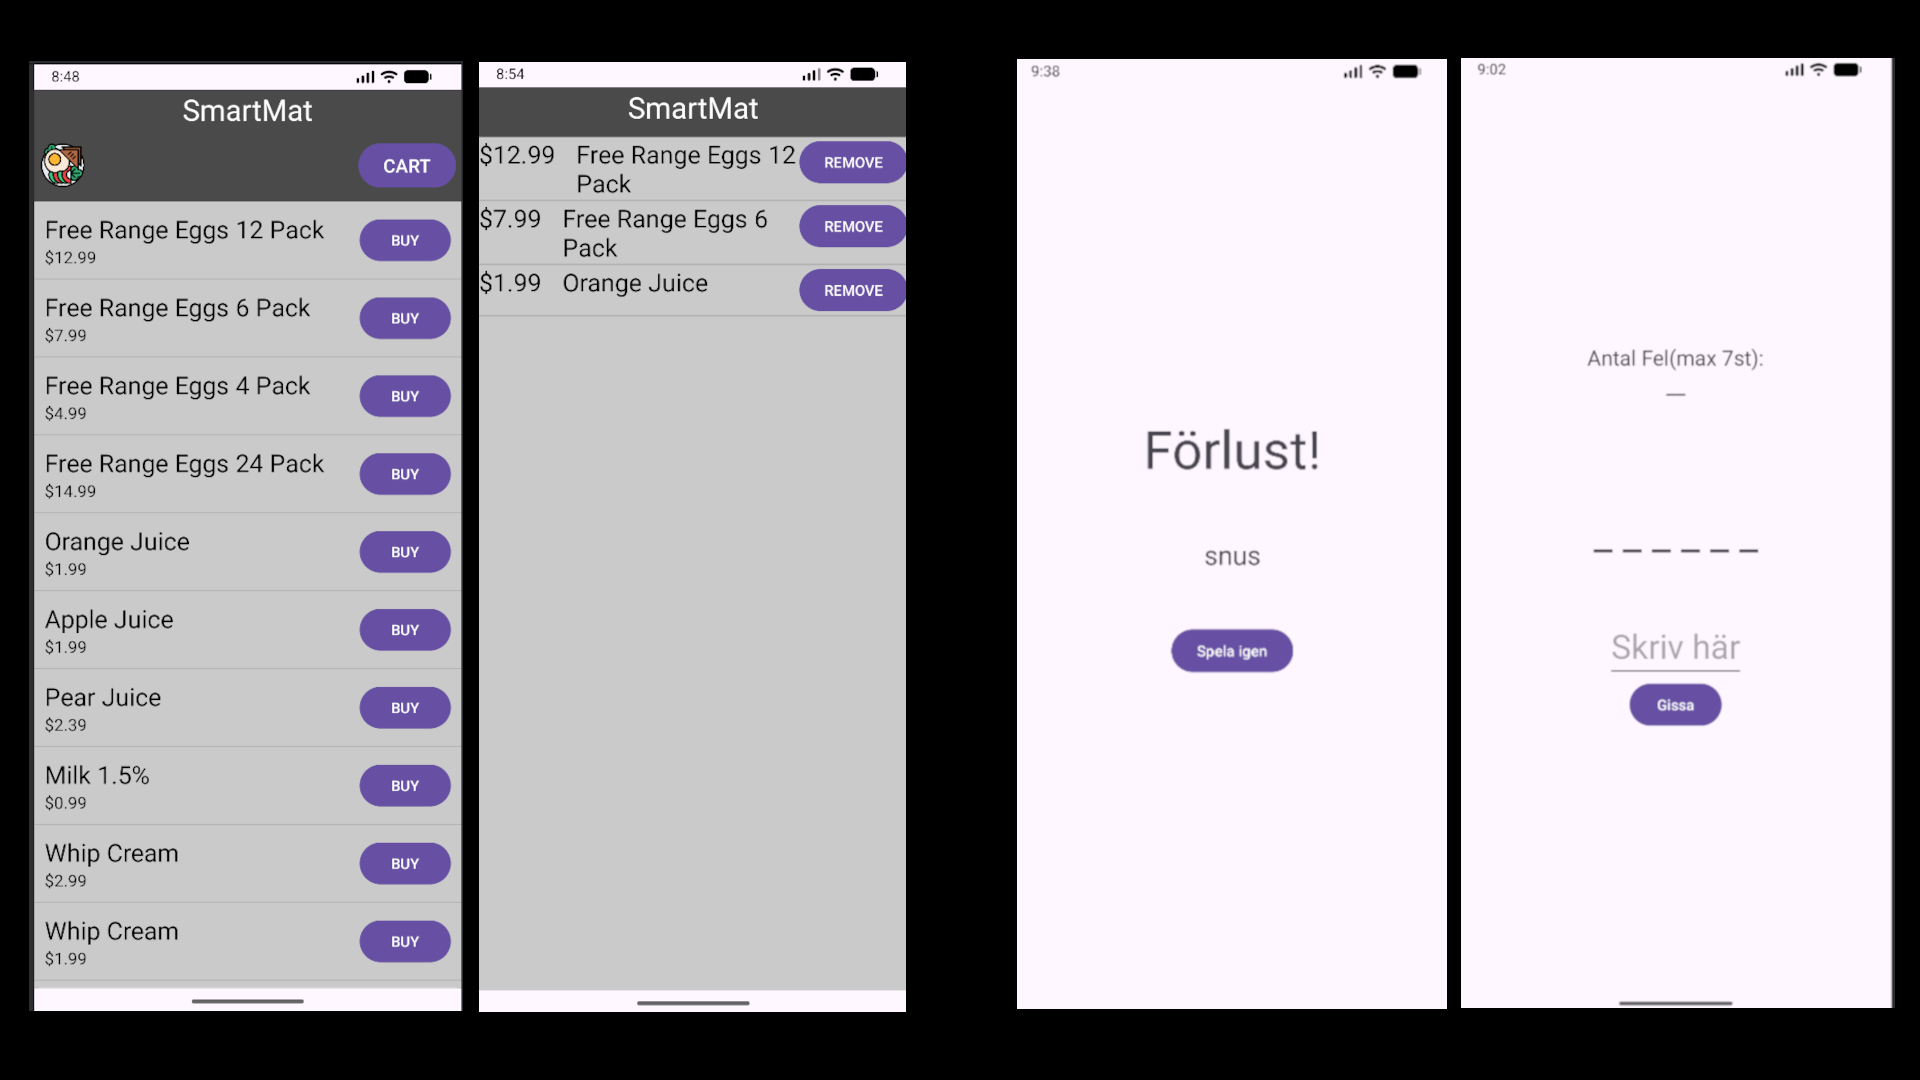 8:48
SmartMat
CART
Free Range Eggs 12 Pack
$12.99
BUY
Free Range Eggs 6 Pack
$7.99
BUY
Free Range Eggs 4 Pack
$4.99
BUY
Free Range Eggs 24 Pack
$14.99
BUY
Orange Juice
$1.99
BUY
Apple Juice
$1.99
BUY
Pear Juice
$2.39
BUY
Milk 1.5%
$0.99
BUY
Whip Cream
$2.99
BUY
Whip Cream
$1.99
BUY
8:54
SmartMat
$12.99 Free Range Eggs 12
Pack
REMOVE
$7.99 Free Range Eggs 6
Pack
REMOVE
$1.99 Orange Juice
REMOVE
9:38
Förlust!
snus
Spela igen
9:02
Antal Fel(max 7st):
_
_ _ _ _ _ _
Skriv här
Gissa